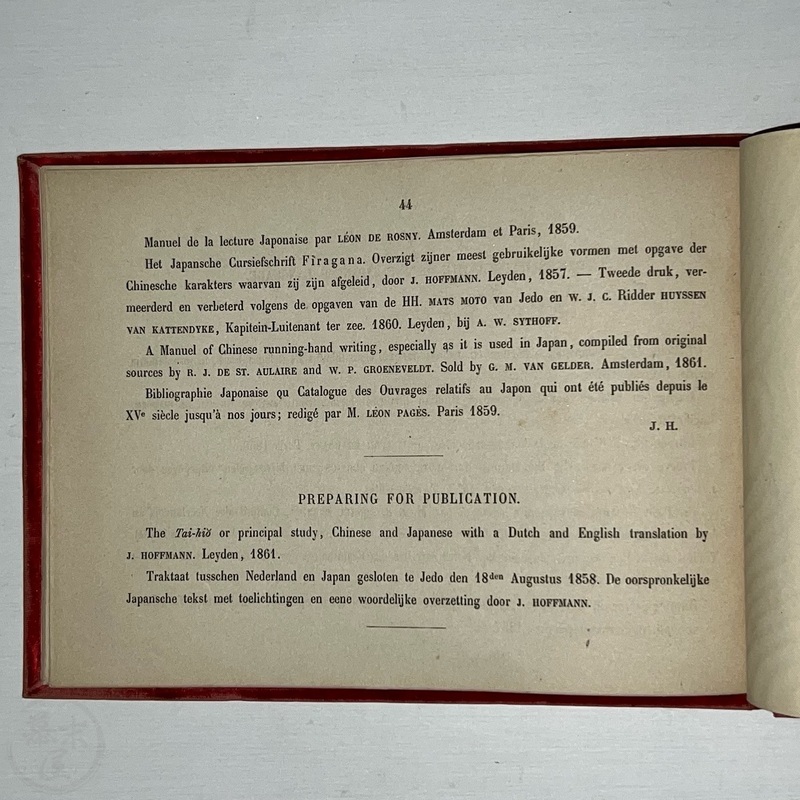 44
Manuel de la lecture Japonaise par LÉON DE ROSNY. Amsterdam et Paris, 1859.
Het Japansche Cursiefschrift Firagana. Overzigt zijner meest gebruikelijke vormen met opgave der
Chinesche karakters waarvan zij zijn afgeleid, door J. HOFFMANN. Leyden, 1857. — Tweede druk, ver-
meerderd en verbeterd volgens de opgaven van de HH. MATS MOTO van Jedo en W. J. C. Ridder HUYSSEN
VAN KATTENDYKE, Kapitein-Luitenant ter zee. 1860. Leyden, bij A. W. SYTHOFF.
A Manuel of Chinese running-hand writing, especially as it is used in Japan, compiled from original
sources by R. J. DE ST. AULAIRE and W. P. GROENEVELDT. Sold by G. M. VAN GELDER. Amsterdam, 1861.
Bibliographie Japonaise qu Catalogue des Ouvrages relatifs au Japon qui ont été publiés depuis le
XVe siècle jusqu'à nos jours; redigé par M. LÉON PAGÈS. Paris 1859.
J. H.
PREPARING FOR PUBLICATION.
The Tai-hiŏ or principal study, Chinese and Japanese with a Dutch and English translation by
J. HOFFMANN. Leyden, 1861.
Traktaat tusschen Nederland en Japan gesloten te Jedo den 18den Augustus 1858. De oorspronkelijke
Japansche tekst met toelichtingen en eene woordelijke overzetting door J. HOFFMANN.